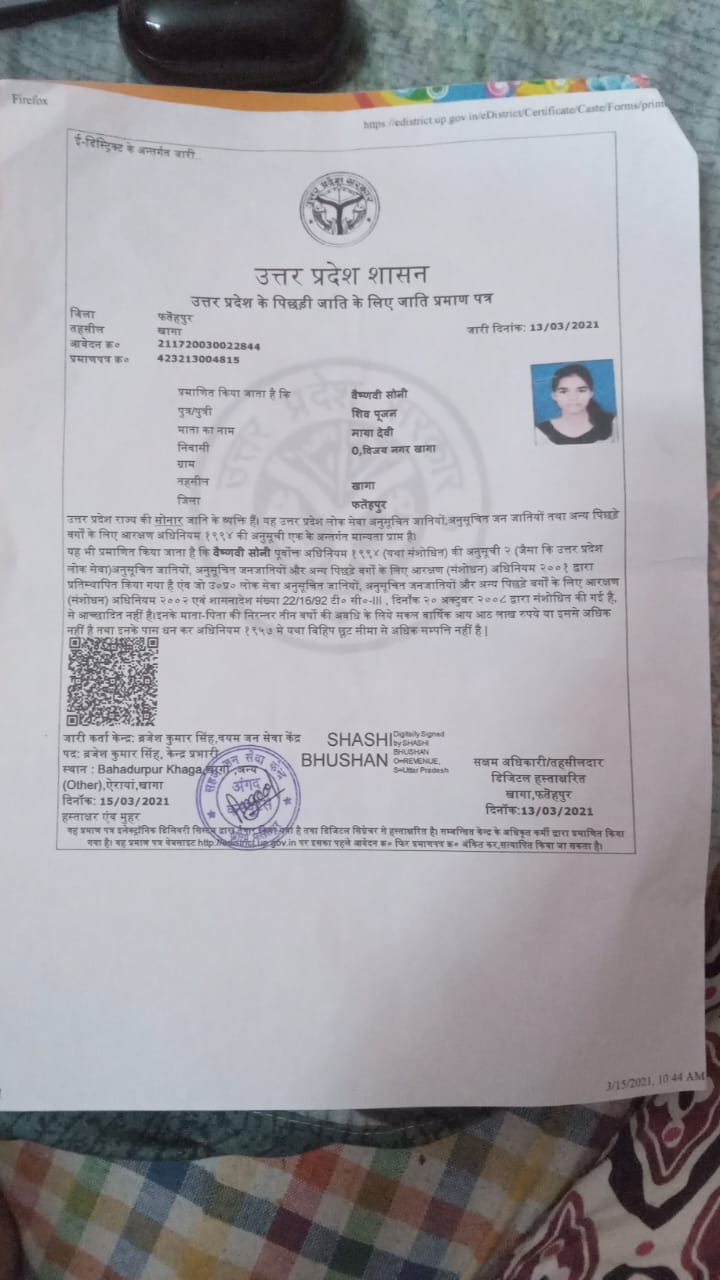 Firefox
https://edistrict.up.gov.in/eDistrict/Certificate/Caste/Forms/print
ई-डिस्ट्रिक्ट के अन्तर्गत जारी..
उत्तर प्रदेश शासन
उत्तर प्रदेश के पिछड़ी जाति के लिए जाति प्रमाण पत्र
जिला फतेहपुर
तहसील खागा जारी दिनांक: 13/03/2021
आवेदन क्र० 211720030022844
प्रमाणपत्र क्र० 423213004815
प्रमाणित किया जाता है कि वैष्णवी सोनी
पुत्र/पुत्री शिव पूजन
माता का नाम माया देवी
निवासी 0,विजय नगर खागा
ग्राम
तहसील खागा
जिला फतेहपुर
उत्तर प्रदेश राज्य की सोनार जाति के व्यक्ति हैं। यह उत्तर प्रदेश लोक सेवा अनुसूचित जातियों,अनुसूचित जन जातियों तथा अन्य पिछड़े
वर्गों के लिए आरक्षण अधिनियम १९९४ की अनुसूची एक के अन्तर्गत मान्यता प्राप्त है।
यह भी प्रमाणित किया जाता है कि वैष्णवी सोनी पूर्वोक्त अधिनियम १९९४ (यथा संशोधित) की अनुसूची २ (जैसा कि उत्तर प्रदेश
लोक सेवा)अनुसूचित जातियों, अनुसूचित जनजातियों और अन्य पिछड़े वर्गों के लिए आरक्षण (संशोधन) अधिनियम २००१ द्वारा
प्रतिस्थापित किया गया है एंव जो उ०प्र० लोक सेवा अनुसूचित जातियों, अनुसूचित जनजातियों और अन्य पिछड़े वर्गों के लिए आरक्षण
(संशोधन) अधिनियम २००२ एवं शासनादेश संख्या 22/16/92 टी० सी०-III , दिनाँक २० अक्टुबर २००८ द्वारा संशोधित की गई है,
से आच्छादित नहीं है।इनके माता-पिता की निरन्तर तीन वर्षों की अवधि के लिये सकल वार्षिक आय आठ लाख रुपये या इससे अधिक
नहीं है तथा इनके पास धन कर अधिनियम १९५७ मे यथा विहित छूट सीमा से अधिक सम्पत्ति नहीं है |
जारी कर्ता केन्द्र: ब्रजेश कुमार सिंह,वयम जन सेवा केंद्र
पद: ब्रजेश कुमार सिंह, केन्द्र प्रभारी
स्थान : Bahadurpur Khaga, ,अन्य
(Other),ऐरायां,खागा
दिनाँक: 15/03/2021
हस्ताक्षर एंव मुहर
SHASHI
BHUSHAN
Digitally Signed
by SHASHI
BHUSHAN
O=REVENUE,
S=Uttar Pradesh
सक्षम अधिकारी/तहसीलदार
डिजिटल हस्ताक्षरित
खागा,फतेहपुर
दिनाँक:13/03/2021
जन सेवा केन्द्र
अंगद
यह प्रमाण पत्र इलेक्ट्रॉनिक डिलिवरी सिस्टम द्वारा तैयार किया गया है तथा डिजिटल सिग्नेचर से हस्ताक्षरित है। सम्बन्धित केन्द्र के अधिकृत कर्मी द्वारा प्रमाणित किया
गया है। यह प्रमाण पत्र वेबसाइट http://edistrict.up.gov.in पर इसका पहले आवेदन क्र० फिर प्रमाणपत्र क्र० अंकित कर,सत्यापित किया जा सकता है।
3/15/2021, 10:44 AM